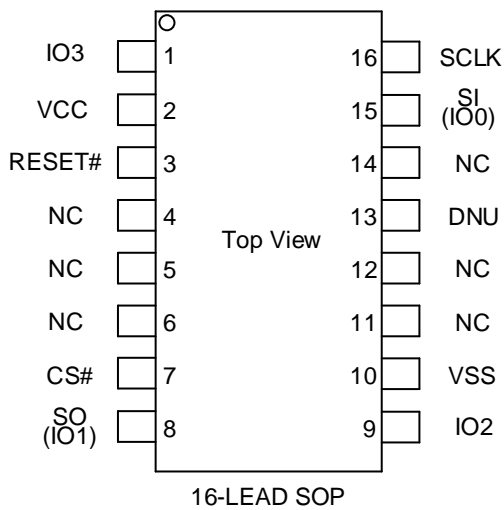 IO3 1 16 SCLK
VCC 2 15 SI
(IO0)
RESET# 3 14 NC
NC 4 13 DNU
Top View
NC 5 12 NC
NC 6 11 NC
CS# 7 10 VSS
SO
(IO1) 8 9 IO2
16-LEAD SOP